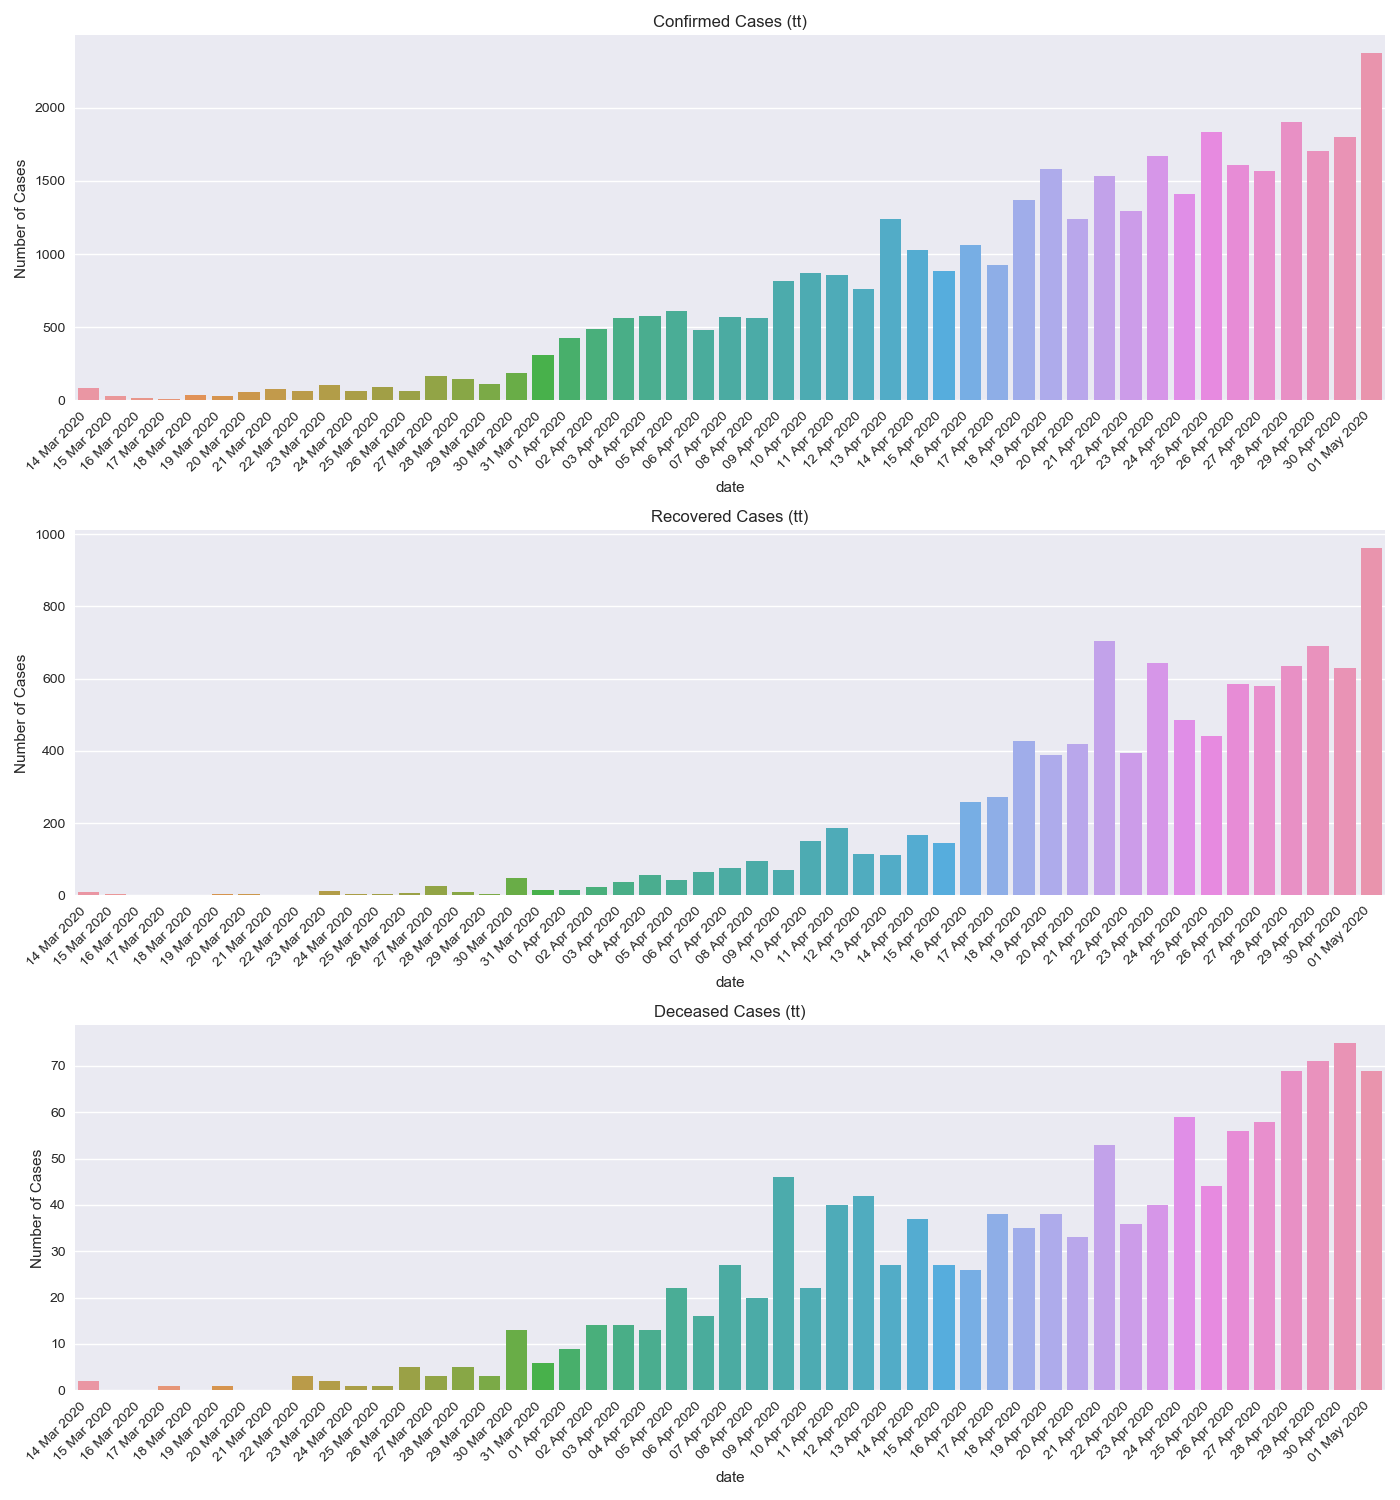 Confirmed Cases (tt)
Number of Cases
2000
1500
1000
500
0
14 Mar 2020
15 Mar 2020
16 Mar 2020
17 Mar 2020
18 Mar 2020
19 Mar 2020
20 Mar 2020
21 Mar 2020
22 Mar 2020
23 Mar 2020
24 Mar 2020
25 Mar 2020
26 Mar 2020
27 Mar 2020
28 Mar 2020
29 Mar 2020
30 Mar 2020
31 Mar 2020
01 Apr 2020
02 Apr 2020
03 Apr 2020
04 Apr 2020
05 Apr 2020
06 Apr 2020
07 Apr 2020
08 Apr 2020
09 Apr 2020
10 Apr 2020
11 Apr 2020
12 Apr 2020
13 Apr 2020
14 Apr 2020
15 Apr 2020
16 Apr 2020
17 Apr 2020
18 Apr 2020
19 Apr 2020
20 Apr 2020
21 Apr 2020
22 Apr 2020
23 Apr 2020
24 Apr 2020
25 Apr 2020
26 Apr 2020
27 Apr 2020
28 Apr 2020
29 Apr 2020
30 Apr 2020
01 May 2020
date
Recovered Cases (tt)
Number of Cases
1000
800
600
400
200
0
14 Mar 2020
15 Mar 2020
16 Mar 2020
17 Mar 2020
18 Mar 2020
19 Mar 2020
20 Mar 2020
21 Mar 2020
22 Mar 2020
23 Mar 2020
24 Mar 2020
25 Mar 2020
26 Mar 2020
27 Mar 2020
28 Mar 2020
29 Mar 2020
30 Mar 2020
31 Mar 2020
01 Apr 2020
02 Apr 2020
03 Apr 2020
04 Apr 2020
05 Apr 2020
06 Apr 2020
07 Apr 2020
08 Apr 2020
09 Apr 2020
10 Apr 2020
11 Apr 2020
12 Apr 2020
13 Apr 2020
14 Apr 2020
15 Apr 2020
16 Apr 2020
17 Apr 2020
18 Apr 2020
19 Apr 2020
20 Apr 2020
21 Apr 2020
22 Apr 2020
23 Apr 2020
24 Apr 2020
25 Apr 2020
26 Apr 2020
27 Apr 2020
28 Apr 2020
29 Apr 2020
30 Apr 2020
01 May 2020
date
Deceased Cases (tt)
Number of Cases
70
60
50
40
30
20
10
0
14 Mar 2020
15 Mar 2020
16 Mar 2020
17 Mar 2020
18 Mar 2020
19 Mar 2020
20 Mar 2020
21 Mar 2020
22 Mar 2020
23 Mar 2020
24 Mar 2020
25 Mar 2020
26 Mar 2020
27 Mar 2020
28 Mar 2020
29 Mar 2020
30 Mar 2020
31 Mar 2020
01 Apr 2020
02 Apr 2020
03 Apr 2020
04 Apr 2020
05 Apr 2020
06 Apr 2020
07 Apr 2020
08 Apr 2020
09 Apr 2020
10 Apr 2020
11 Apr 2020
12 Apr 2020
13 Apr 2020
14 Apr 2020
15 Apr 2020
16 Apr 2020
17 Apr 2020
18 Apr 2020
19 Apr 2020
20 Apr 2020
21 Apr 2020
22 Apr 2020
23 Apr 2020
24 Apr 2020
25 Apr 2020
26 Apr 2020
27 Apr 2020
28 Apr 2020
29 Apr 2020
30 Apr 2020
01 May 2020
date